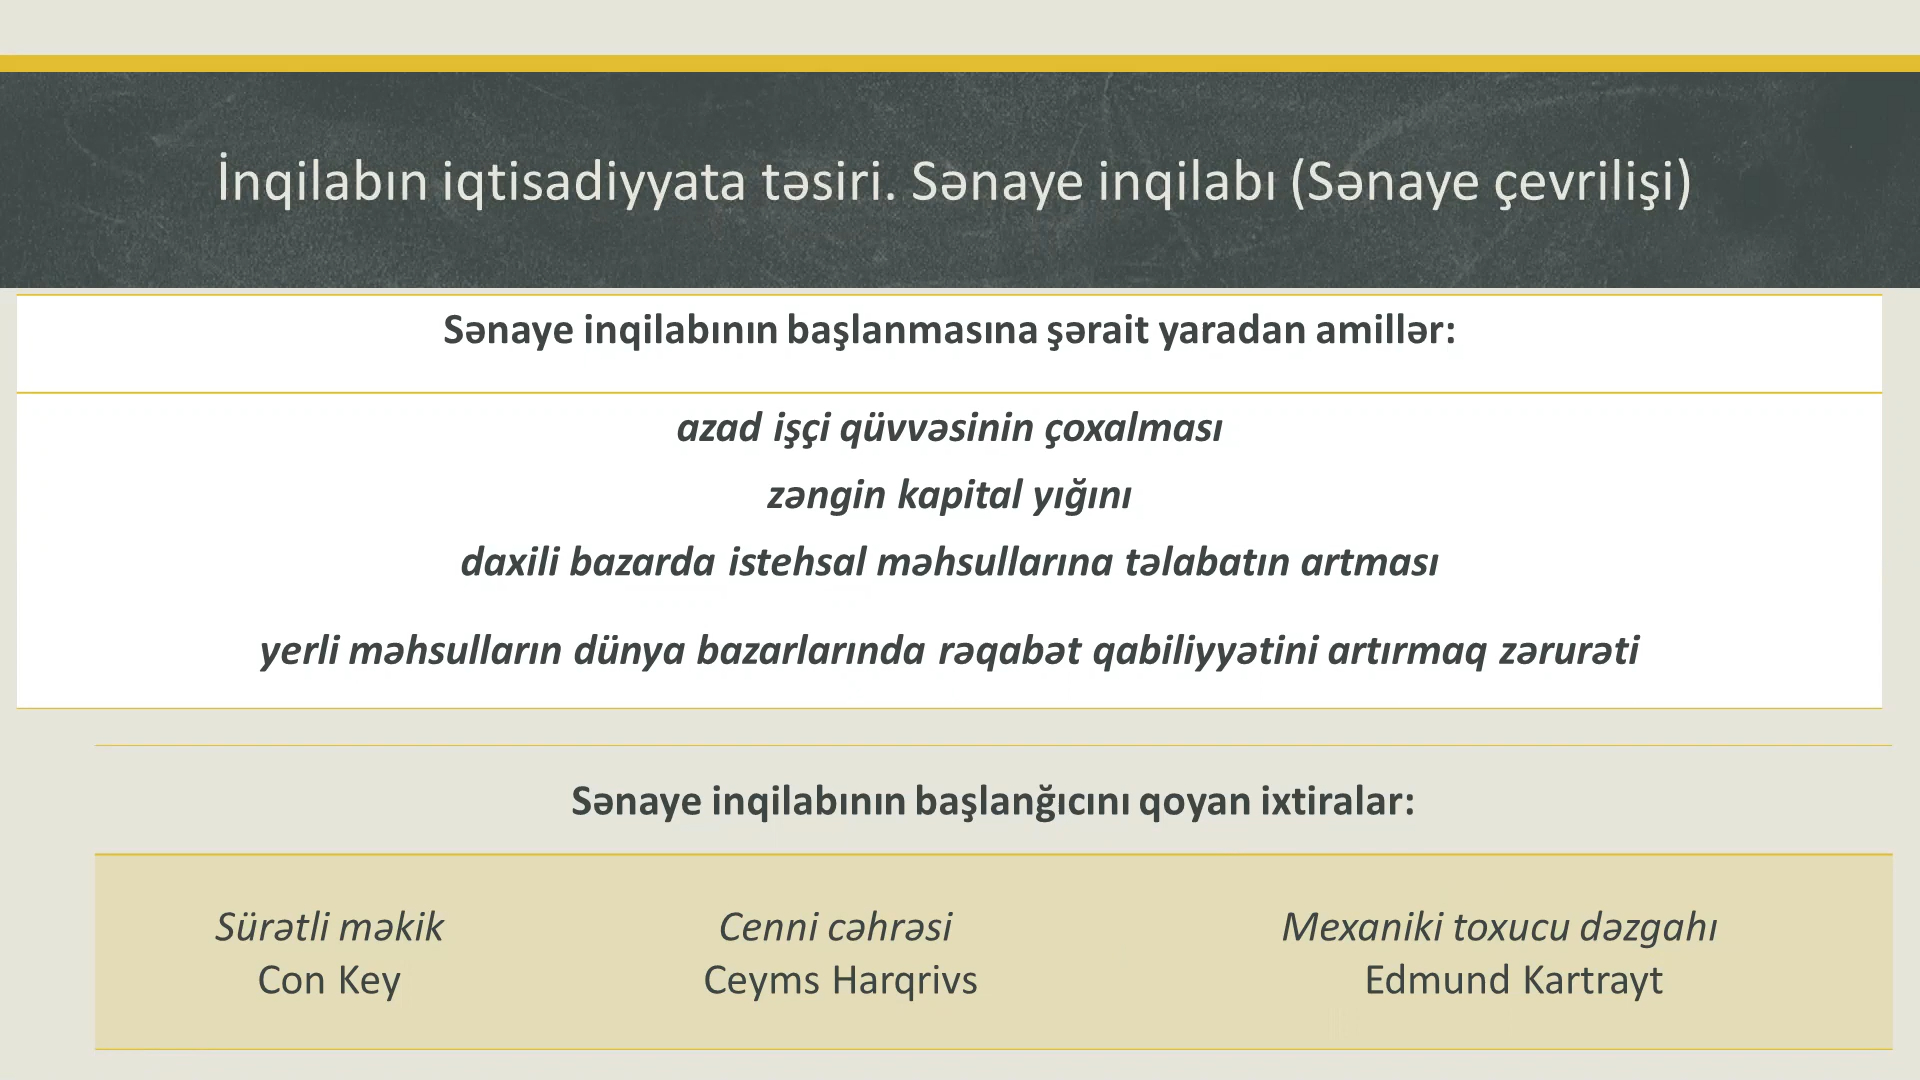 İnqilabın iqtisadiyyata təsiri. Sənaye inqilabı (Sənaye çevrilişi)
Sənaye inqilabının başlanmasına şərait yaradan amillər:
azad işçi qüvvəsinin çoxalması
zəngin kapital yığını
daxili bazarda istehsal məhsullarına təlabatın artması
yerli məhsulların dünya bazarlarında rəqabət qabiliyyətini artırmaq zərurəti
Sənaye inqilabının başlanğıcını qoyan ixtiralar:
Sürətli məkik
Con Key
Cenni cəhrəsi
Ceyms Harqrivs
Mexaniki toxucu dəzgahı
Edmund Kartrayt